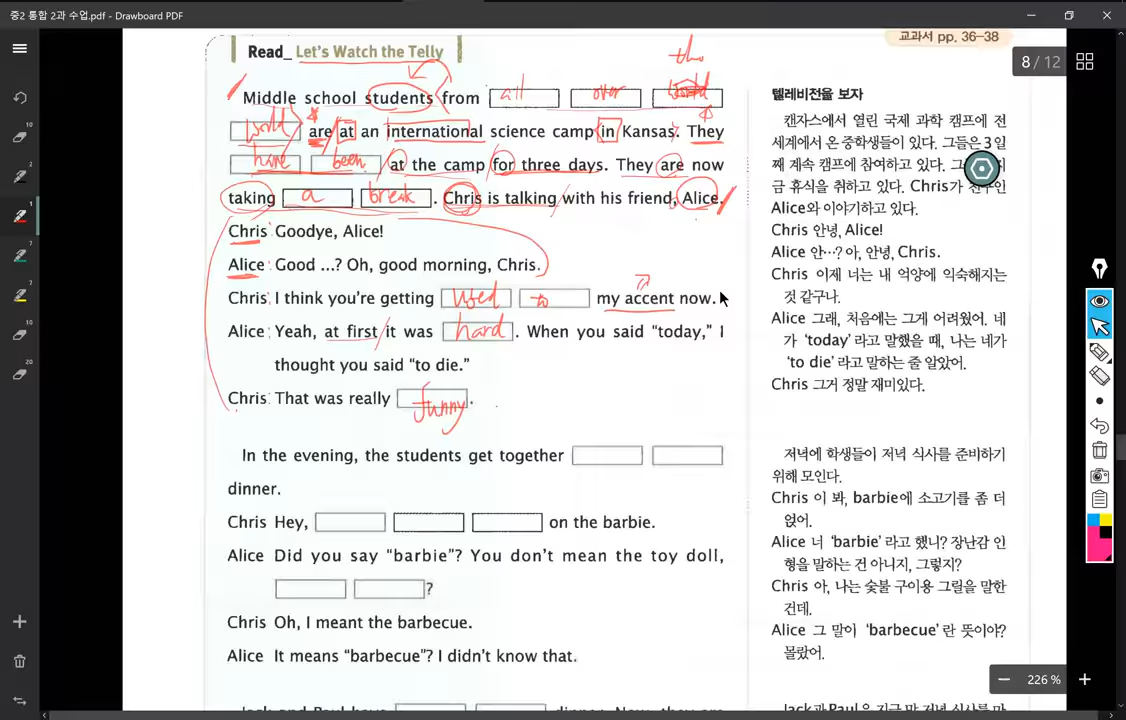 중2 통합 2과 수업.pdf - Drawboard PDF
Read_ Let's Watch the Telly
교과서 pp. 36-38
8 / 12
the
Middle school students from all over world
world are at an international science camp in Kansas. They
have been at the camp for three days. They are now
taking a break. Chris is talking with his friend, Alice.
Chris: Goodye, Alice!
Alice: Good ...? Oh, good morning, Chris.
Chris: I think you're getting used to my accent now.
Alice: Yeah, at first it was hard. When you said "today," I
thought you said "to die."
Chris: That was really funny.
In the evening, the students get together
dinner.
Chris Hey, on the barbie.
Alice Did you say "barbie"? You don't mean the toy doll,
?
Chris Oh, I meant the barbecue.
Alice It means "barbecue"? I didn't know that.
텔레비전을 보자
캔자스에서 열린 국제 과학 캠프에 전
세계에서 온 중학생들이 있다. 그들은 3일
째 계속 캠프에 참여하고 있다.
금 휴식을 취하고 있다. Chris가
Alice와 이야기하고 있다.
Chris 안녕, Alice!
Alice 안…? 아, 안녕, Chris.
Chris 이제 너는 내 억양에 익숙해지는
것 같구나.
Alice 그래, 처음에는 그게 어려웠어. 네
가 'today'라고 말했을 때, 나는 네가
'to die'라고 말하는 줄 알았어.
Chris 그거 정말 재미있다.
저녁에 학생들이 저녁 식사를 준비하기
위해 모인다.
Chris 이 봐, barbie에 소고기를 좀 더
얹어.
Alice 너 'barbie'라고 했니? 장난감 인
형을 말하는 건 아니지, 그렇지?
Chris 아, 나는 숯불 구이용 그릴을 말한
건데.
Alice 그 말이 'barbecue'란 뜻이야?
몰랐어.
226 %